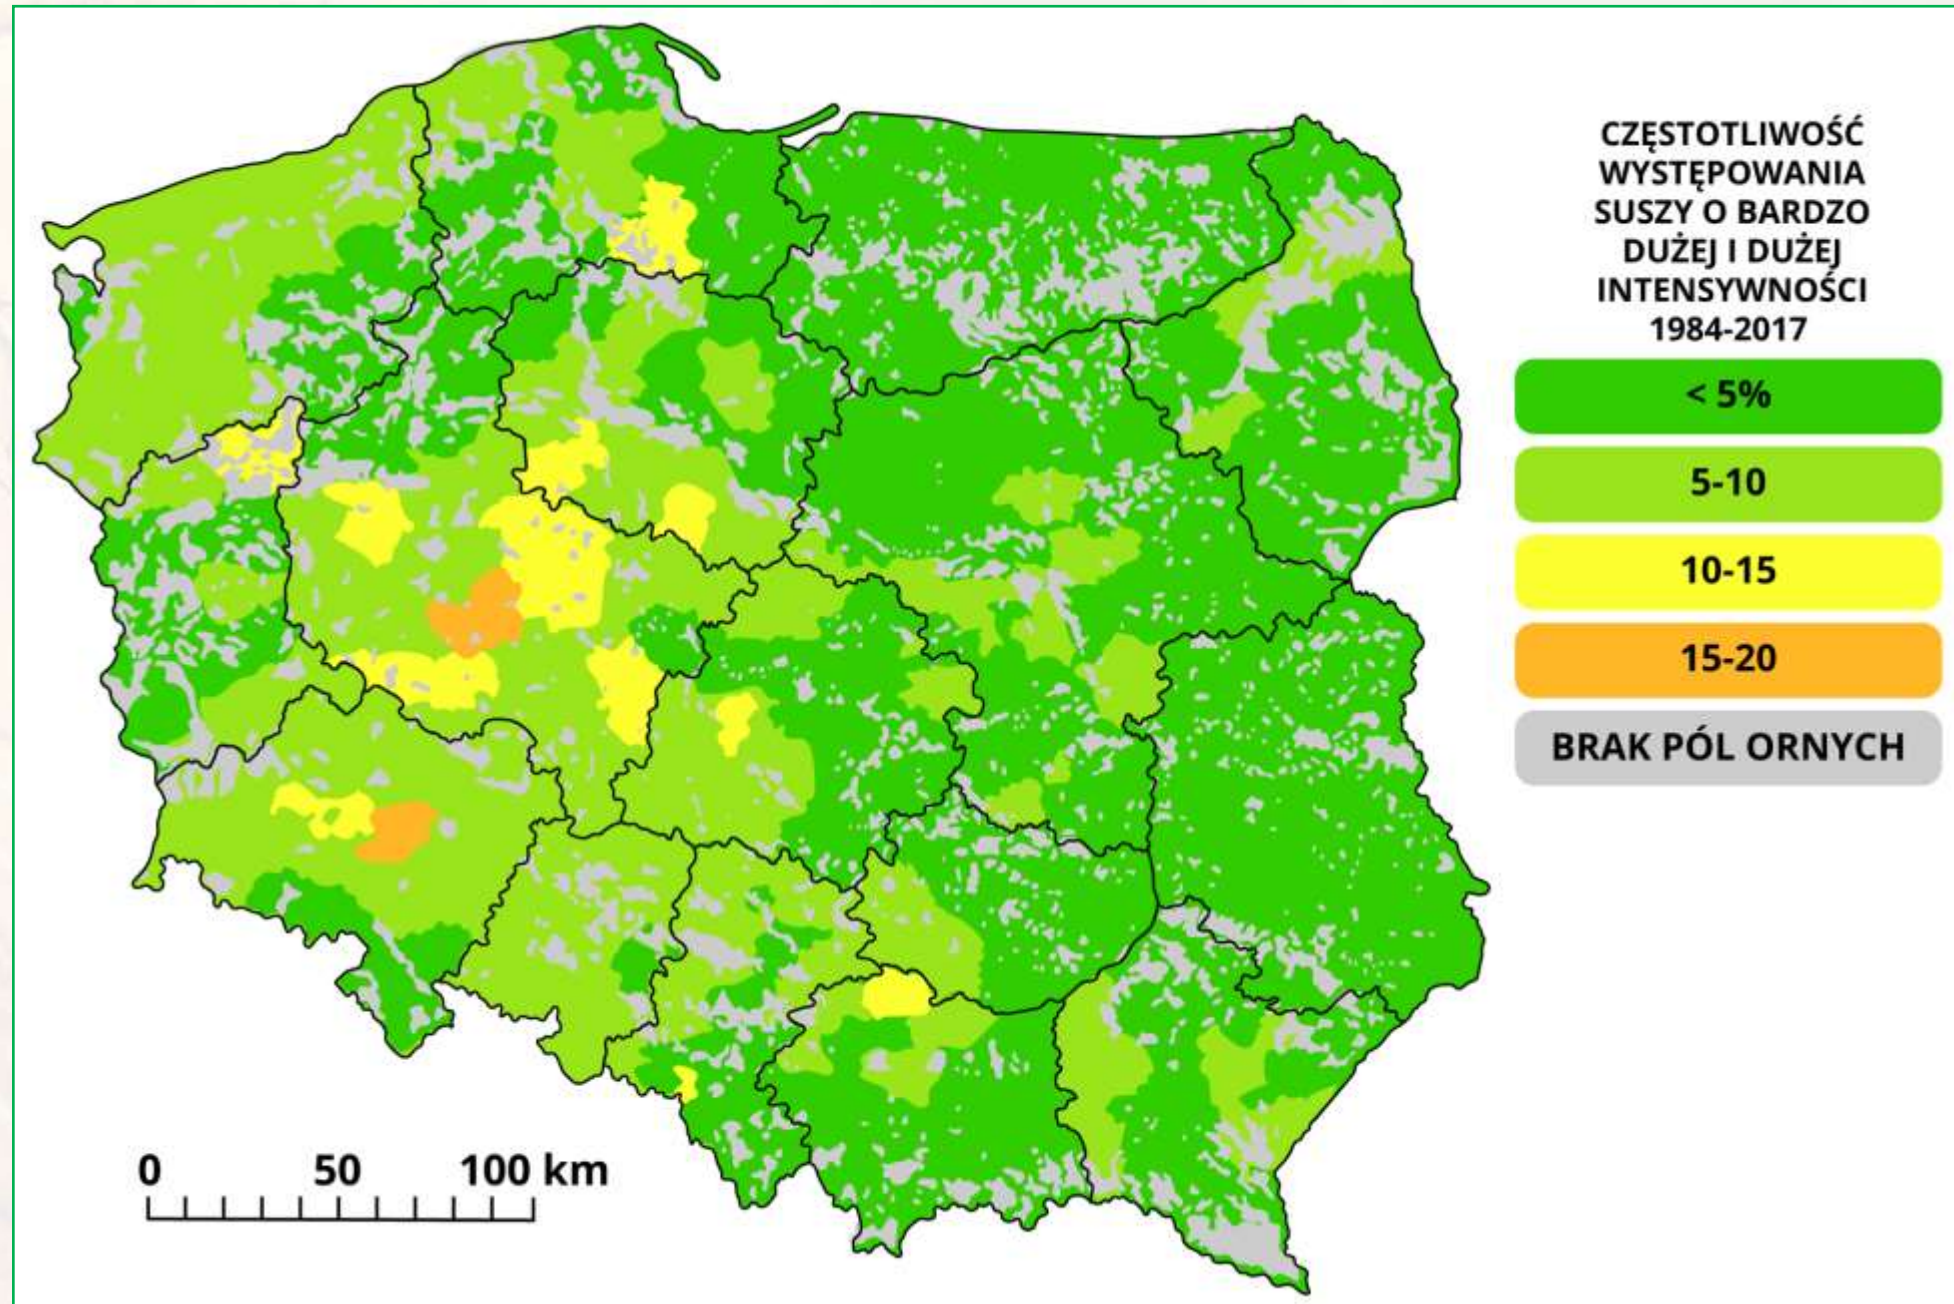 CZĘSTOTLIWOŚĆ
WYSTĘPOWANIA
SUSZY O BARDZO
DUŻEJ I DUŻEJ
INTENSYWNOŚCI
1984-2017
< 5%
5-10
10-15
15-20
BRAK PÓL ORNYCH
0 50 100 km